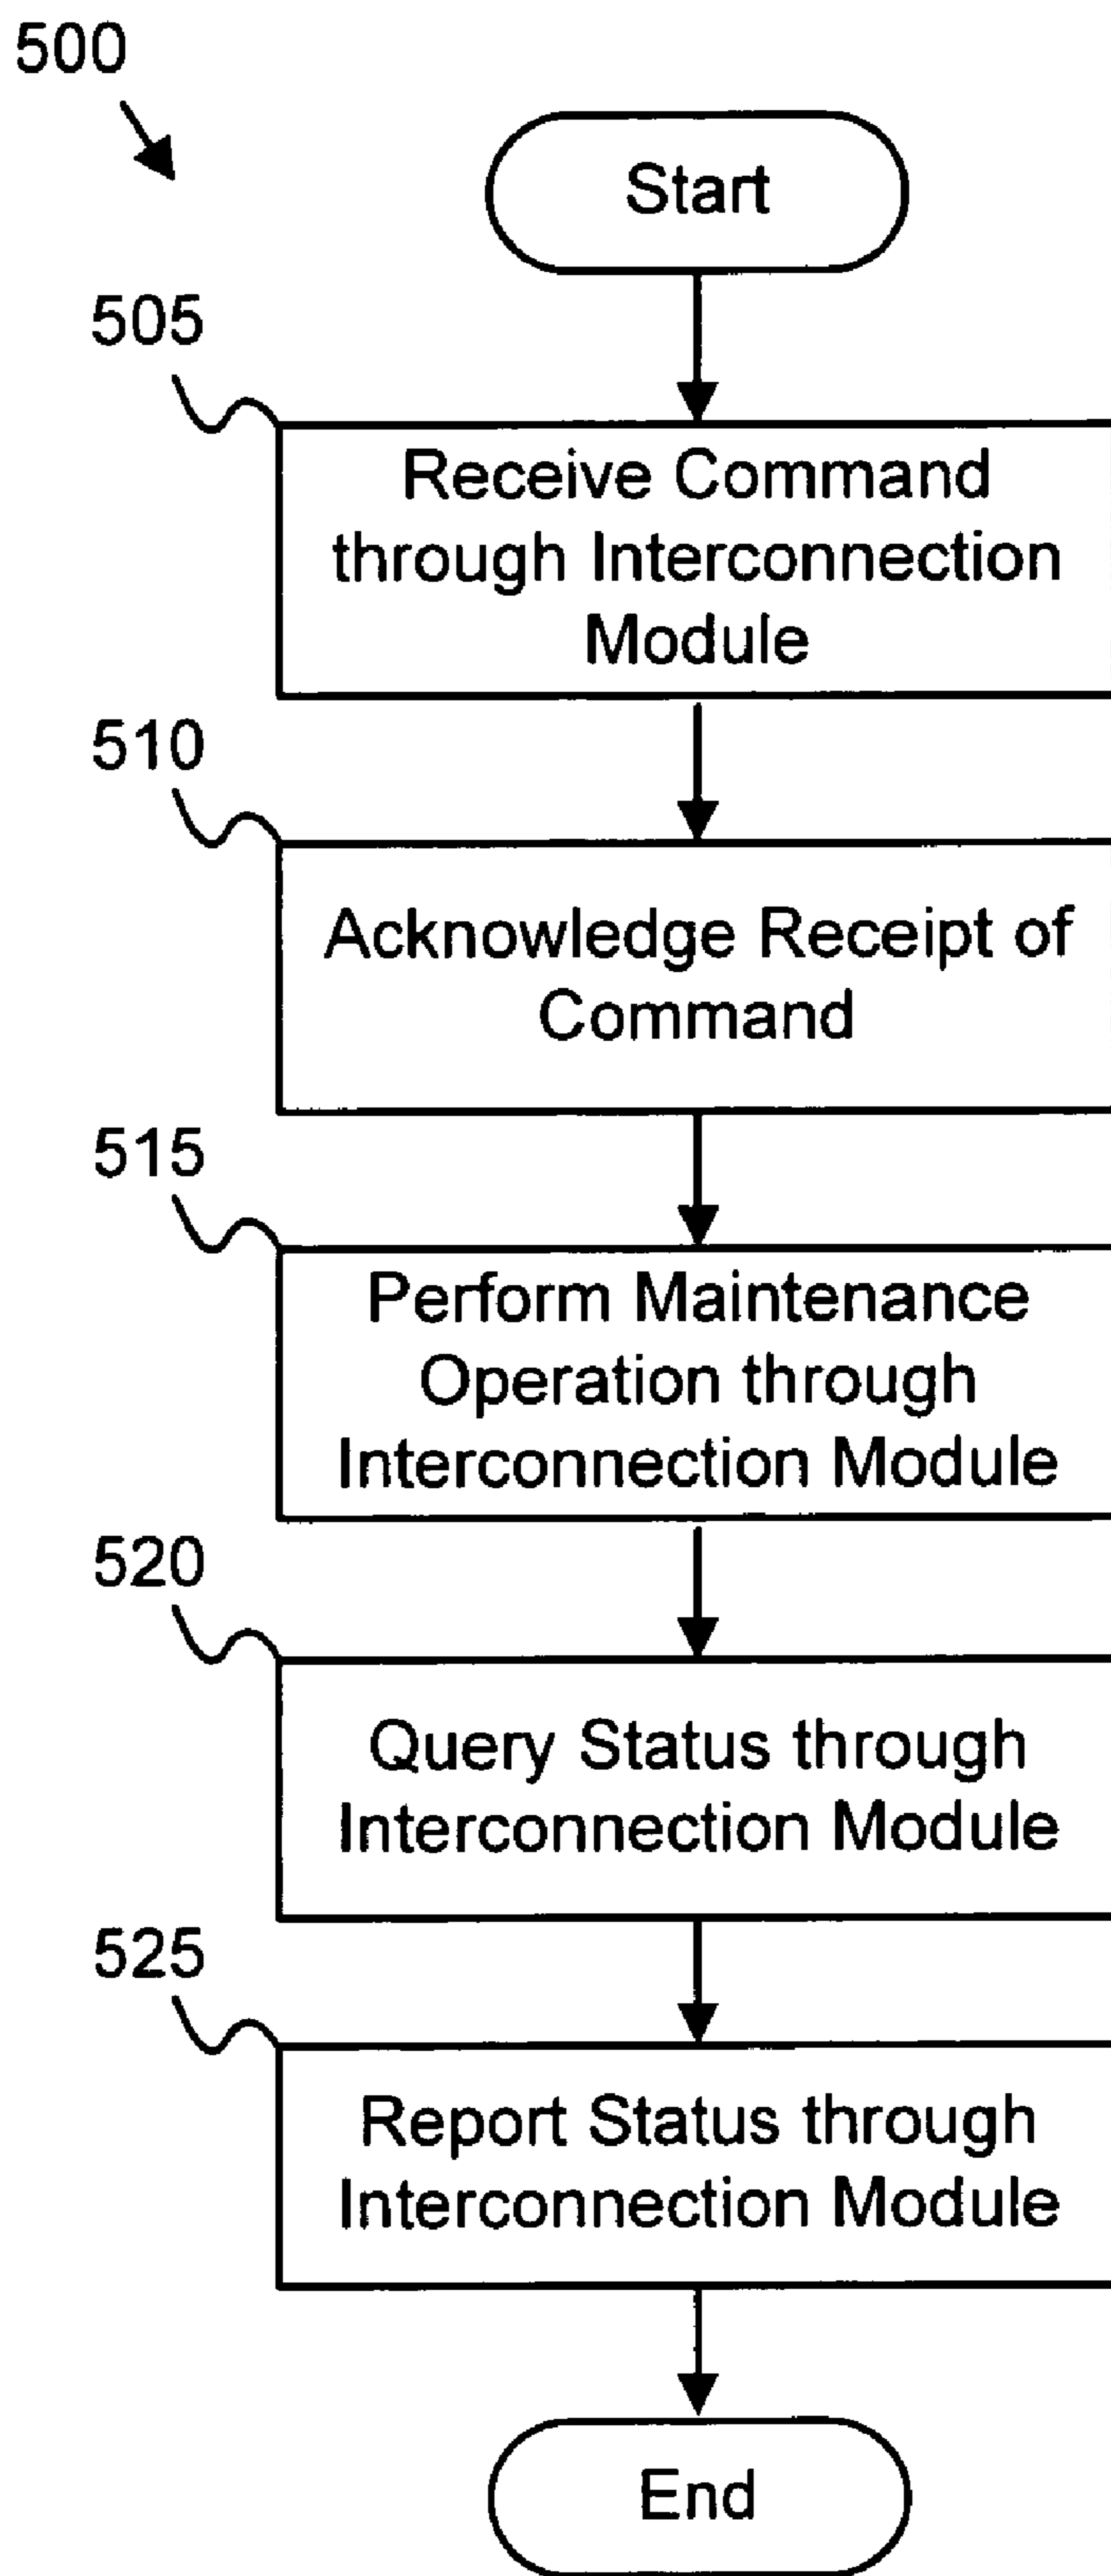 500
Start
505
Receive Command
through Interconnection
Module
510
Acknowledge Receipt of
Command
515
Perform Maintenance
Operation through
Interconnection Module
520
Query Status through
Interconnection Module
525
Report Status through
Interconnection Module
End